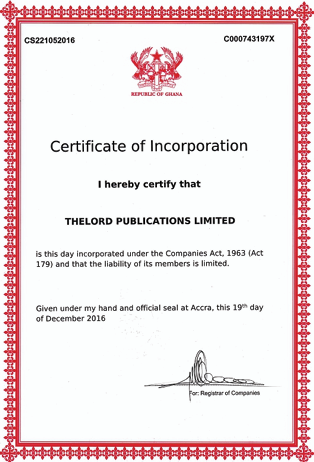 CS221052016
C000743197X
REPUBLIC OF GHANA
Certificate of Incorporation
I hereby certify that
THELORD PUBLICATIONS LIMITED
is this day incorporated under the Companies Act, 1963 (Act
179) and that the liability of its members is limited.
Given under my hand and official seal at Accra, this 19th day
of December 2016
For: Registrar of Companies